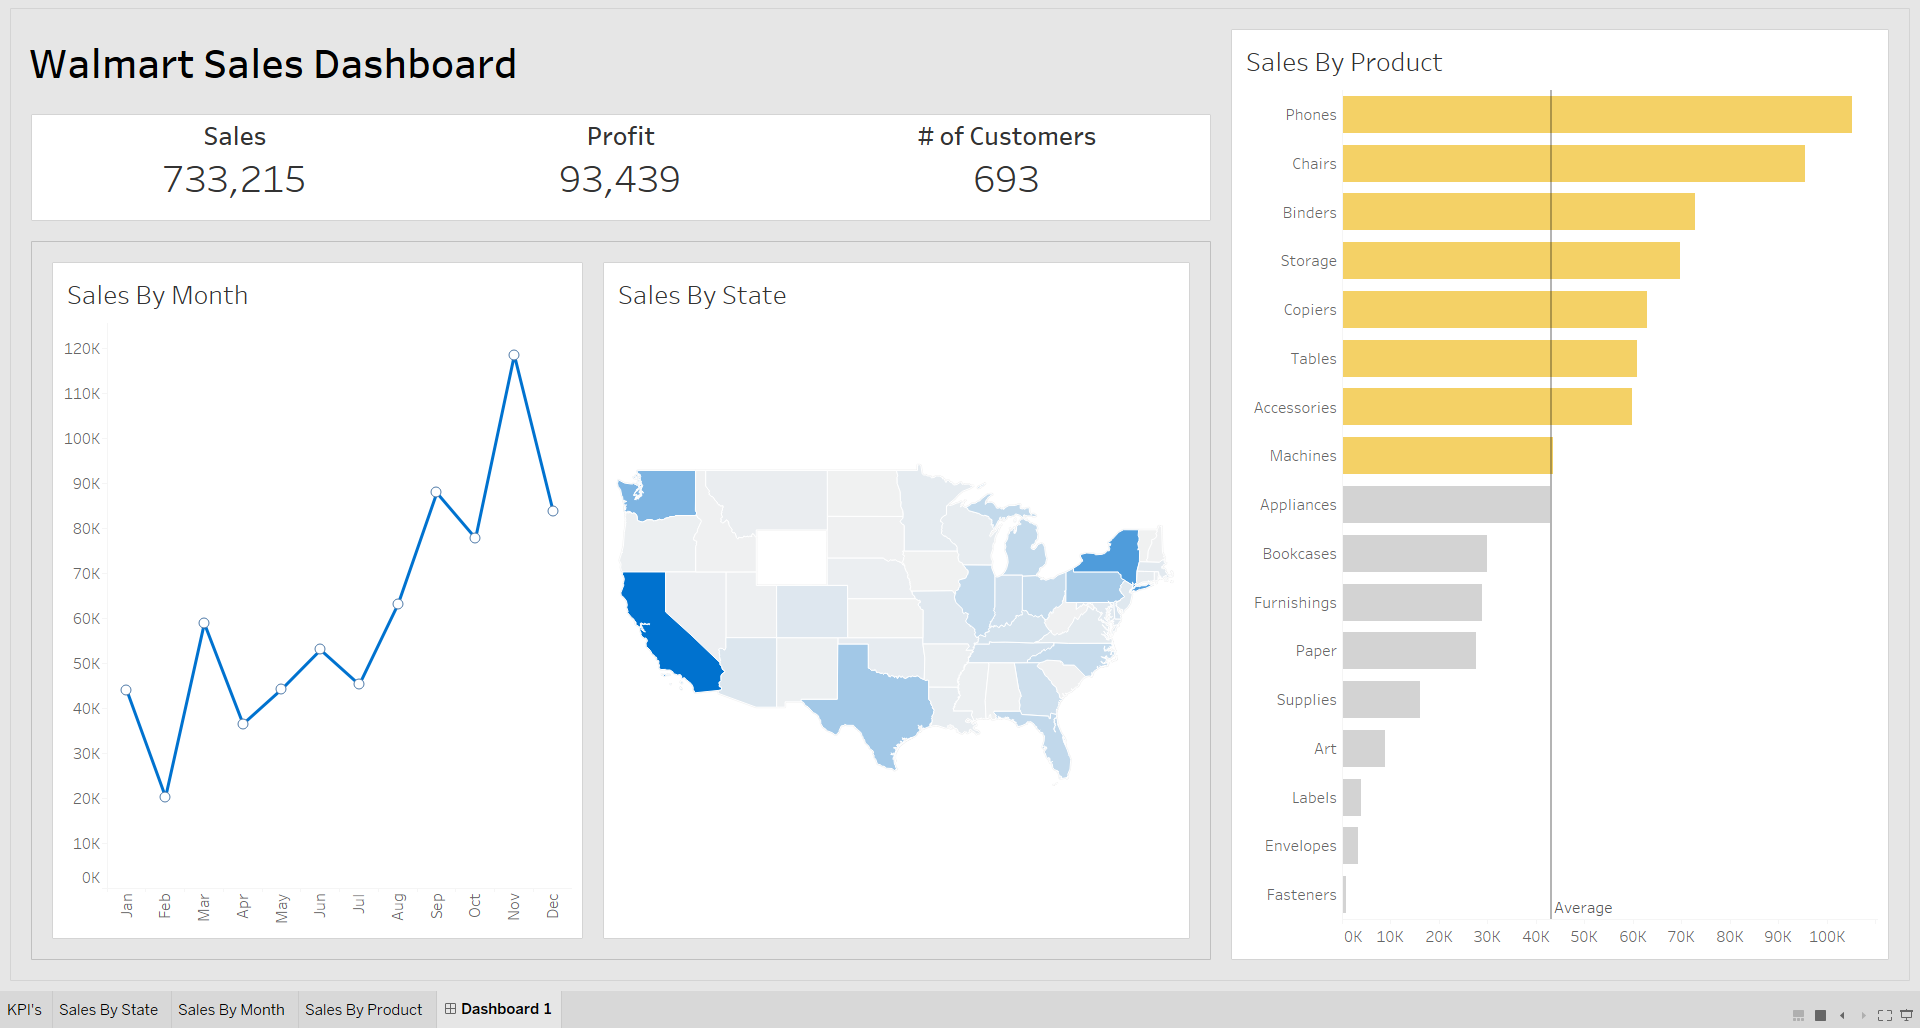 Walmart Sales Dashboard
Sales
733,215
Profit
93,439
# of Customers
693
Sales By Month
120K
110K
100K
90K
80K
70K
60K
50K
40K
30K
20K
10K
0K
Jan
Feb
Mar
Apr
May
Jun
Jul
Aug
Sep
Oct
Nov
Dec
Sales By State
Sales By Product
Phones
Chairs
Binders
Storage
Copiers
Tables
Accessories
Machines
Appliances
Bookcases
Furnishings
Paper
Supplies
Art
Labels
Envelopes
Fasteners
Average
0K 10K 20K 30K 40K 50K 60K 70K 80K 90K 100K
KPI's Sales By State Sales By Month Sales By Product Dashboard 1